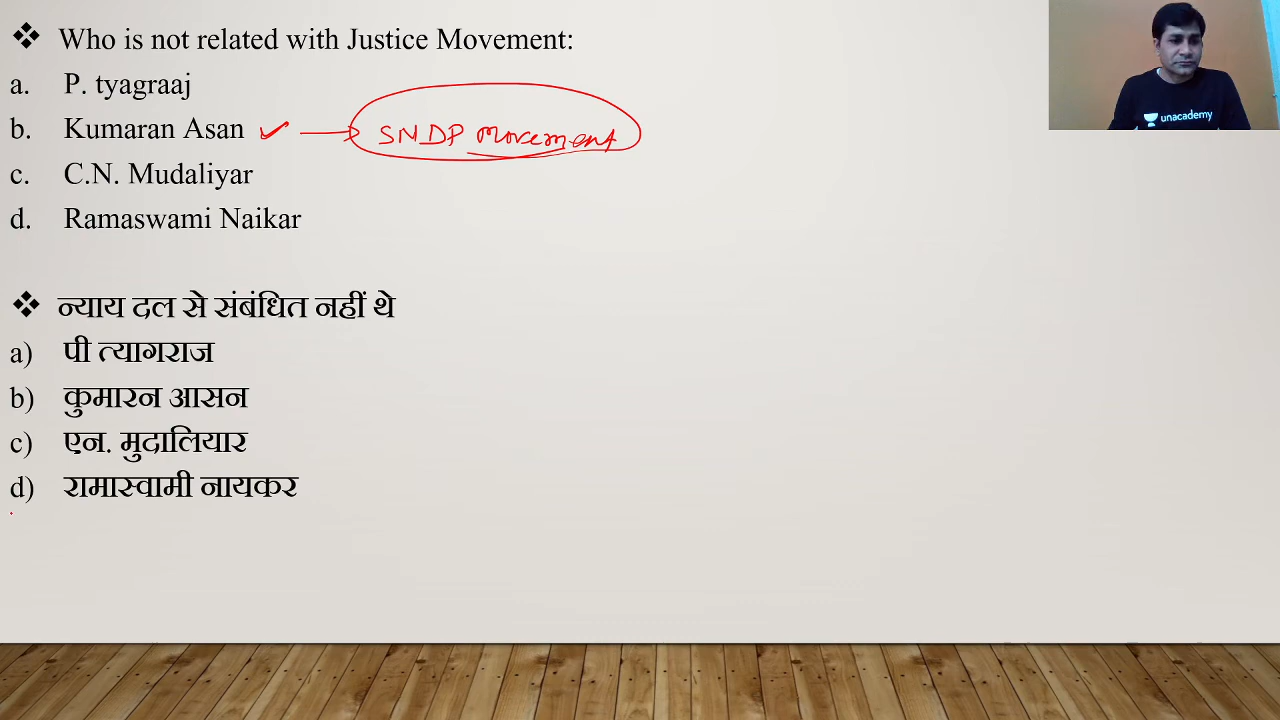 ❖ Who is not related with Justice Movement:
a. P. tyagraaj
b. Kumaran Asan ✓ → SNDP Movement
c. C.N. Mudaliyar
d. Ramaswami Naikar
❖ न्याय दल से संबंधित नहीं थे
a) पी त्यागराज
b) कुमारन आसन
c) एन. मुदालियार
d) रामास्वामी नायकर
unacademy